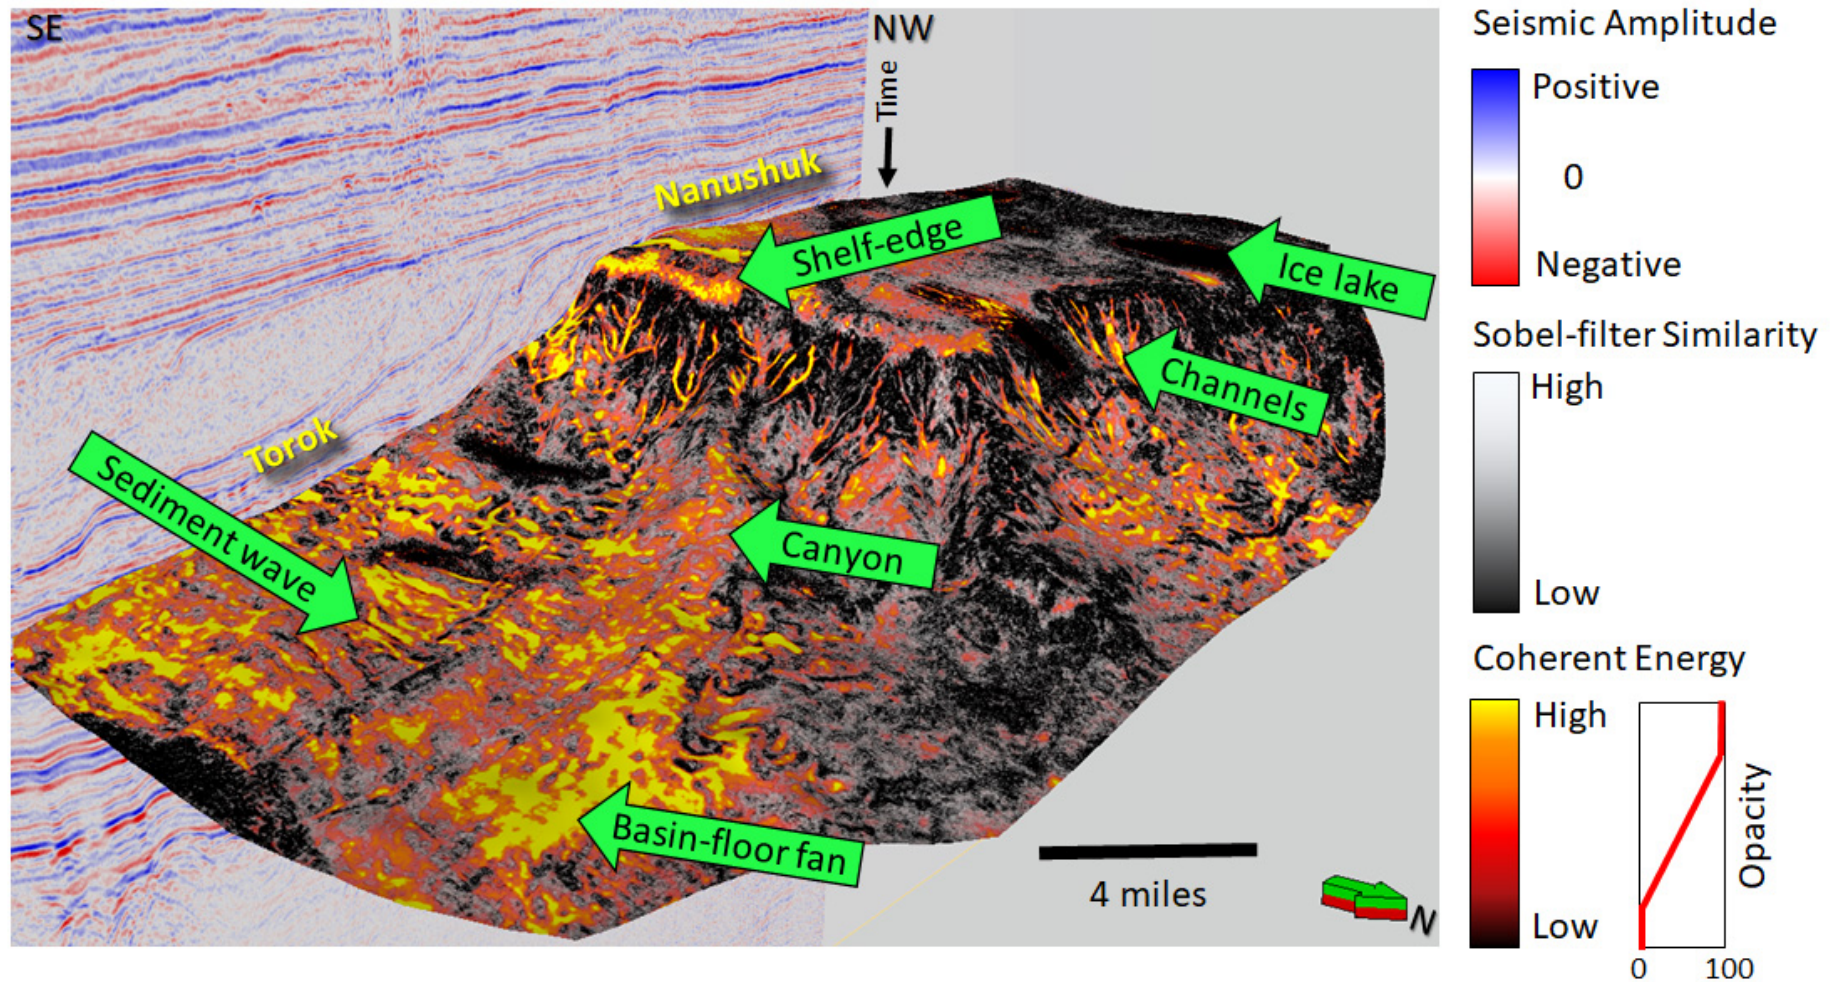 SE
NW
Time
Nanushuk
Shelf-edge
Ice lake
Channels
Torok
Sediment wave
Canyon
Basin-floor fan
4 miles
N
Seismic Amplitude
Positive
0
Negative
Sobel-filter Similarity
High
Low
Coherent Energy
High
Low
Opacity
0
100